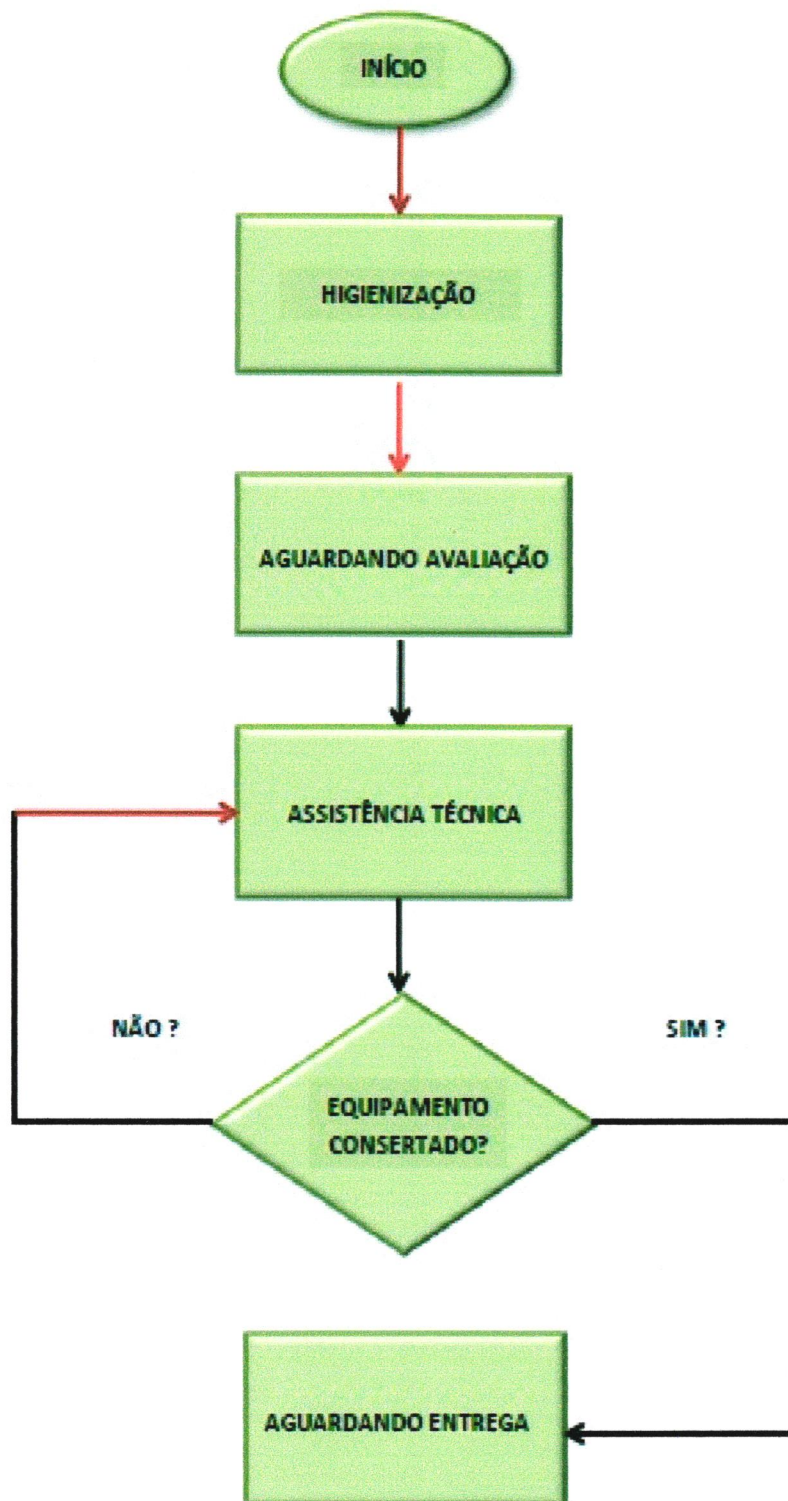 INÍCIO
HIGIENIZAÇÃO
AGUARDANDO AVALIAÇÃO
ASSISTÊNCIA TÉCNICA
NÃO ?
SIM ?
EQUIPAMENTO
CONSERTADO?
AGUARDANDO ENTREGA